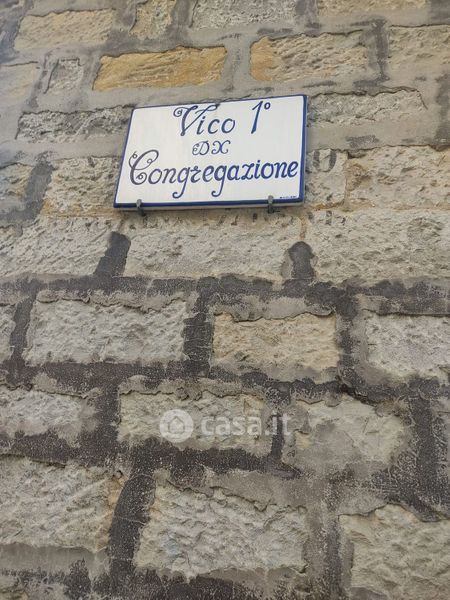 Vico 1°
DX
Congregazione
casa.it